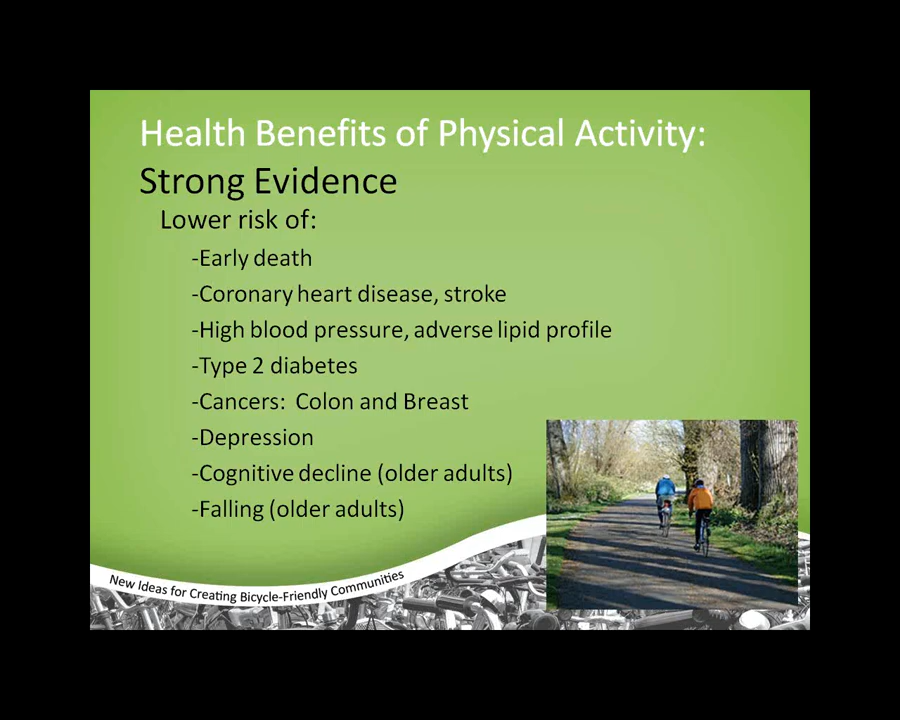 Health Benefits of Physical Activity:
Strong Evidence
Lower risk of:
-Early death
-Coronary heart disease, stroke
-High blood pressure, adverse lipid profile
-Type 2 diabetes
-Cancers:  Colon and Breast
-Depression
-Cognitive decline (older adults)
-Falling (older adults)
New Ideas for Creating Bicycle-Friendly Communities